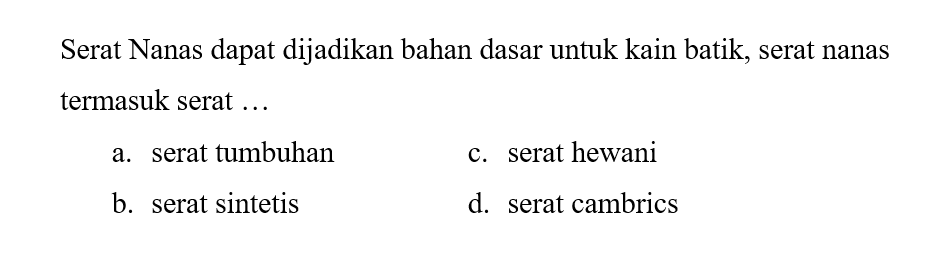 Serat Nanas dapat dijadikan bahan dasar untuk kain batik, serat nanas
termasuk serat …
a. serat tumbuhan c. serat hewani
b. serat sintetis d. serat cambrics